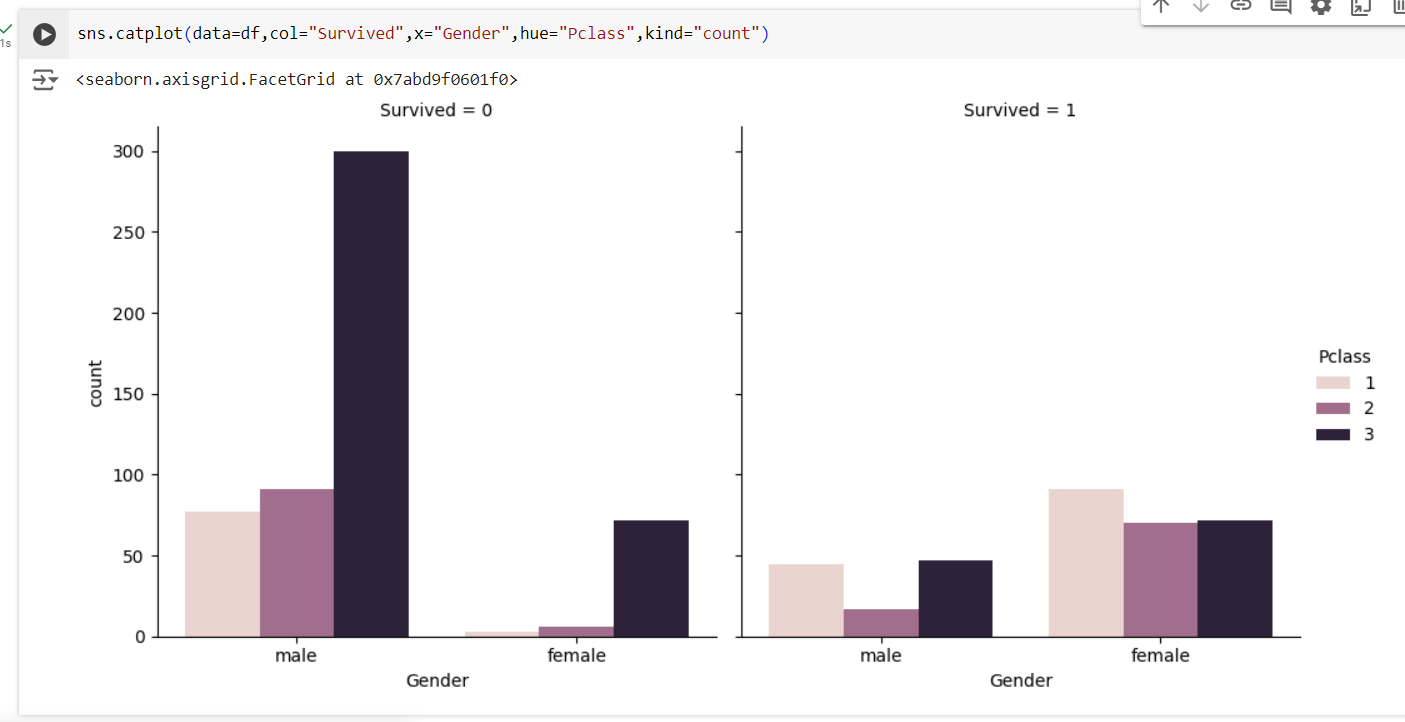 sns.catplot(data=df,col="Survived",x="Gender",hue="Pclass",kind="count")
1s
<seaborn.axisgrid.FacetGrid at 0x7abd9f0601f0>
Survived = 0
Survived = 1
300
250
200
150
100
50
0
count
male
female
Gender
male
female
Gender
Pclass
1
2
3